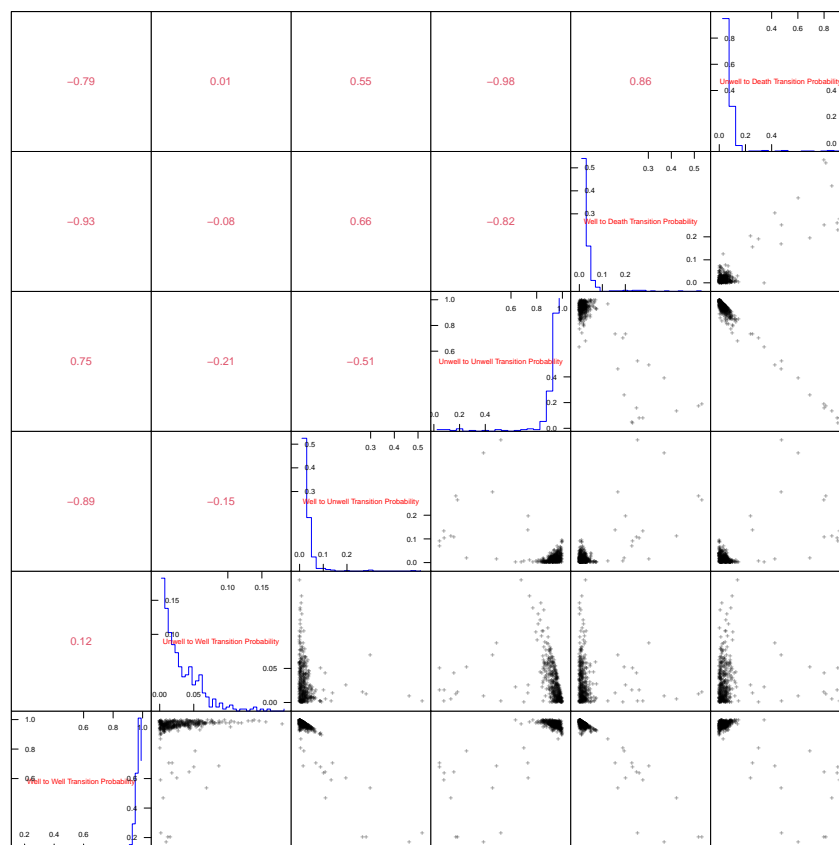 0.4 0.6 0.8
0.8
0.6
−0.79 0.01 0.55 −0.98 0.86 Unwell to Death Transition Probability
0.4 0.4
0.2
0.0 0.4 0.0
0.5 0.3 0.4 0.5
0.4
0.3
−0.93 −0.08 0.66 −0.82 Well to Death Transition Probability
0.2
0.1
0.0 0.1 0.2 0.0
1.0 0.6 0.8 1.0
0.8
0.6
0.75 −0.21 −0.51 Unwell to Unwell Transition Probability
0.4
0.2
0.0 0.2 0.4 0.0
0.5 0.3 0.4 0.5
0.4
0.3
−0.89 −0.15 Well to Unwell Transition Probability
0.2
0.1
0.0 0.1 0.2 0.0
0.10 0.15
0.15
0.12 0.10 Unwell to Well Transition Probability
0.05
0.00 0.05 0.00
1.0 0.8 1.0
0.8
0.6 Well to Well Transition Probability 0.6
0.4
0.2 0.6 0.2